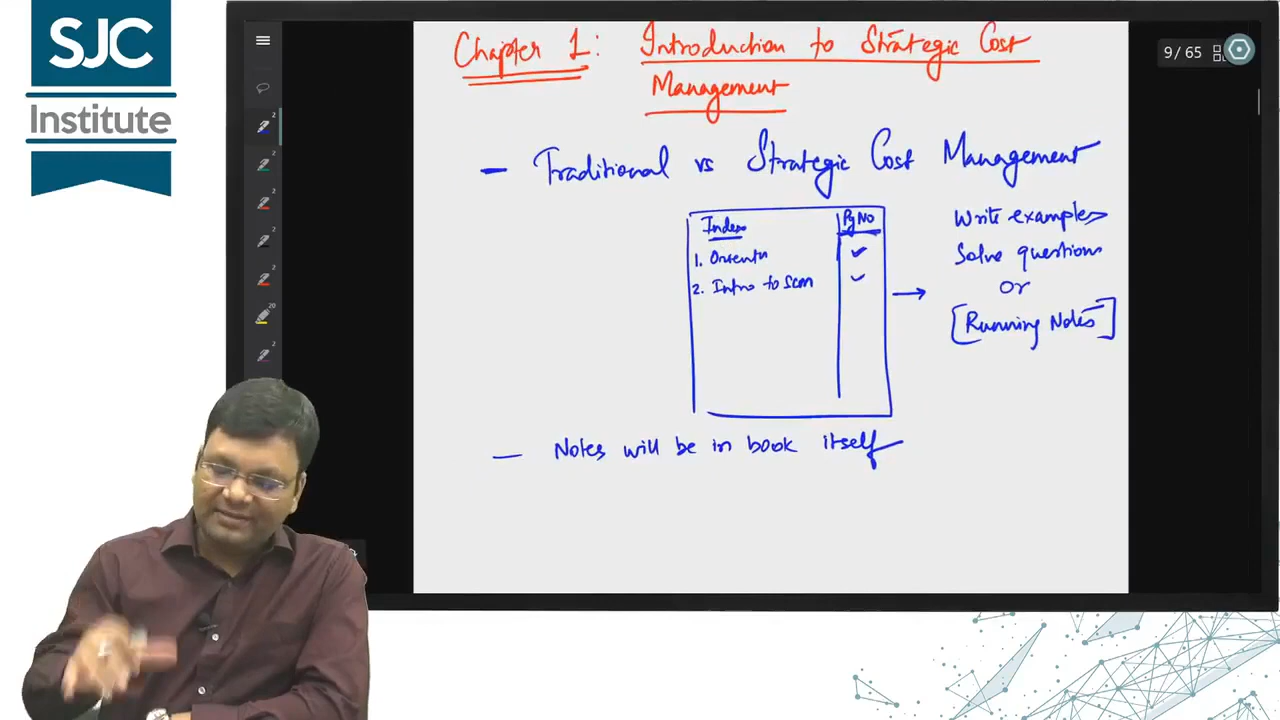 SJC
Institute
9/65
Chapter 1: Introduction to Strategic Cost
Management
- Traditional vs Strategic Cost Management
Index Pg No
1. Orientn ✓
2. Intro to Scm ✓
→ Write examples
Solve questions
Or
[Running Notes]
- Notes will be in book itself